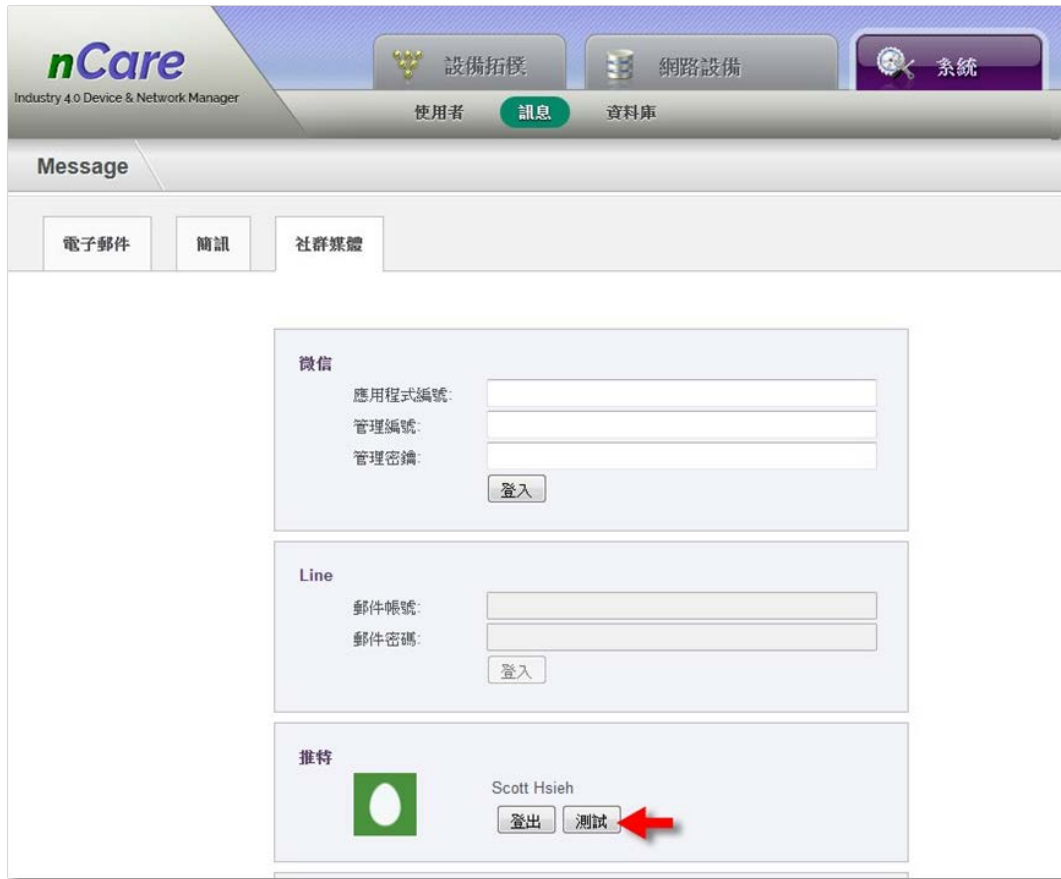 nCare
Industry 4.0 Device & Network Manager
設備拓樸
網路設備
系統
使用者
訊息
資料庫
Message
電子郵件
簡訊
社群媒體
微信
應用程式編號:
管理編號:
管理密鑰:
登入
Line
郵件帳號:
郵件密碼:
登入
推特
Scott Hsieh
登出
測試